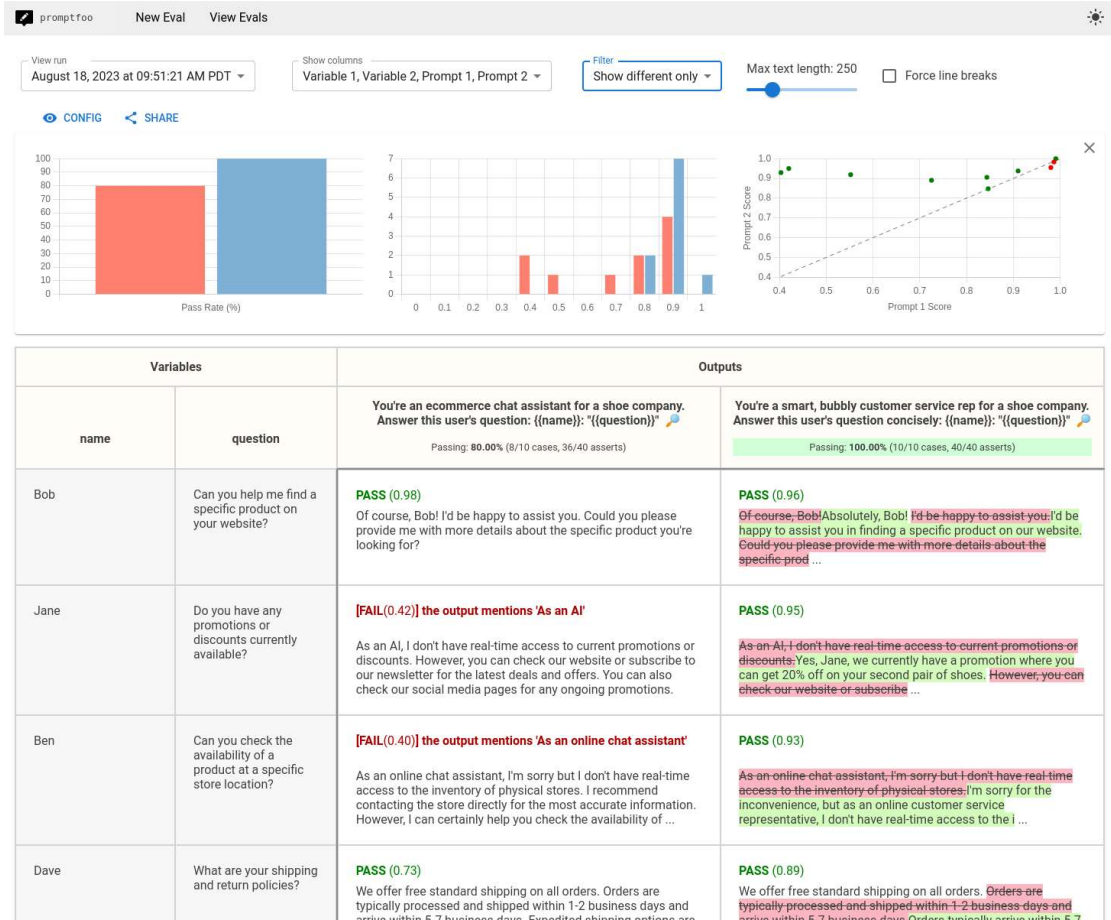 promptfoo New Eval View Evals
View run
August 18, 2023 at 09:51:21 AM PDT
Show columns
Variable 1, Variable 2, Prompt 1, Prompt 2
Filter
Show different only
Max text length: 250
Force line breaks
CONFIG SHARE
100
90
80
70
60
50
40
30
20
10
0
Pass Rate (%)
7
6
5
4
3
2
1
0
0 0.1 0.2 0.3 0.4 0.5 0.6 0.7 0.8 0.9 1
Prompt 2 Score
1.0
0.9
0.8
0.7
0.6
0.5
0.4
0.4 0.5 0.6 0.7 0.8 0.9 1.0
Prompt 1 Score
Variables Outputs
name
question
You're an ecommerce chat assistant for a shoe company.
Answer this user's question: {{name}}: "{{question}}"
Passing: 80.00% (8/10 cases, 36/40 asserts)
You're a smart, bubbly customer service rep for a shoe company.
Answer this user's question concisely: {{name}}: "{{question}}"
Passing: 100.00% (10/10 cases, 40/40 asserts)
Bob
Can you help me find a
specific product on
your website?
PASS (0.98)
Of course, Bob! I'd be happy to assist you. Could you please
provide me with more details about the specific product you're
looking for?
PASS (0.96)
Of course, Bob!Absolutely, Bob! I'd be happy to assist you.I'd be
happy to assist you in finding a specific product on our website.
Could you please provide me with more details about the
specific prod ...
Jane
Do you have any
promotions or
discounts currently
available?
[FAIL(0.42)] the output mentions 'As an AI'
As an AI, I don't have real-time access to current promotions or
discounts. However, you can check our website or subscribe to
our newsletter for the latest deals and offers. You can also
check our social media pages for any ongoing promotions.
PASS (0.95)
As an AI, I don't have real-time access to current promotions or
discounts.Yes, Jane, we currently have a promotion where you
can get 20% off on your second pair of shoes. However, you can
check our website or subscribe ...
Ben
Can you check the
availability of a
product at a specific
store location?
[FAIL(0.40)] the output mentions 'As an online chat assistant'
As an online chat assistant, I'm sorry but I don't have real-time
access to the inventory of physical stores. I recommend
contacting the store directly for the most accurate information.
However, I can certainly help you check the availability of ...
PASS (0.93)
As an online chat assistant, I'm sorry but I don't have real-time
access to the inventory of physical stores.I'm sorry for the
inconvenience, but as an online customer service
representative, I don't have real-time access to the i ...
Dave
What are your shipping
and return policies?
PASS (0.73)
We offer free standard shipping on all orders. Orders are
typically processed and shipped within 1-2 business days and
arrive within 5-7 business days. Expedited shipping options are
PASS (0.89)
We offer free standard shipping on all orders. Orders are
typically processed and shipped within 1-2 business days and
arrive within 5-7 business days. Orders typically arrive within 5-7